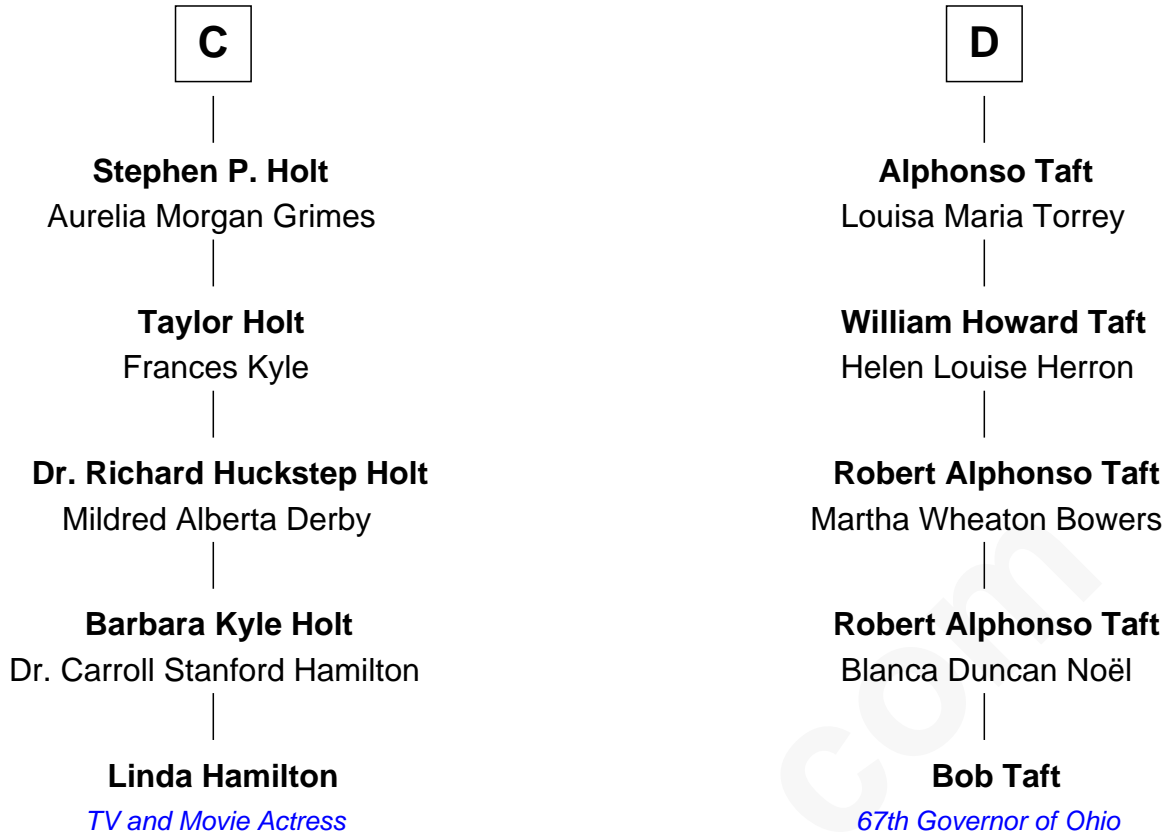 C
Stephen P. Holt
Aurelia Morgan Grimes
Taylor Holt
Frances Kyle
Dr. Richard Huckstep Holt
Mildred Alberta Derby
Barbara Kyle Holt
Dr. Carroll Stanford Hamilton
Linda Hamilton
TV and Movie Actress
D
Alphonso Taft
Louisa Maria Torrey
William Howard Taft
Helen Louise Herron
Robert Alphonso Taft
Martha Wheaton Bowers
Robert Alphonso Taft
Blanca Duncan Noël
Bob Taft
67th Governor of Ohio
com